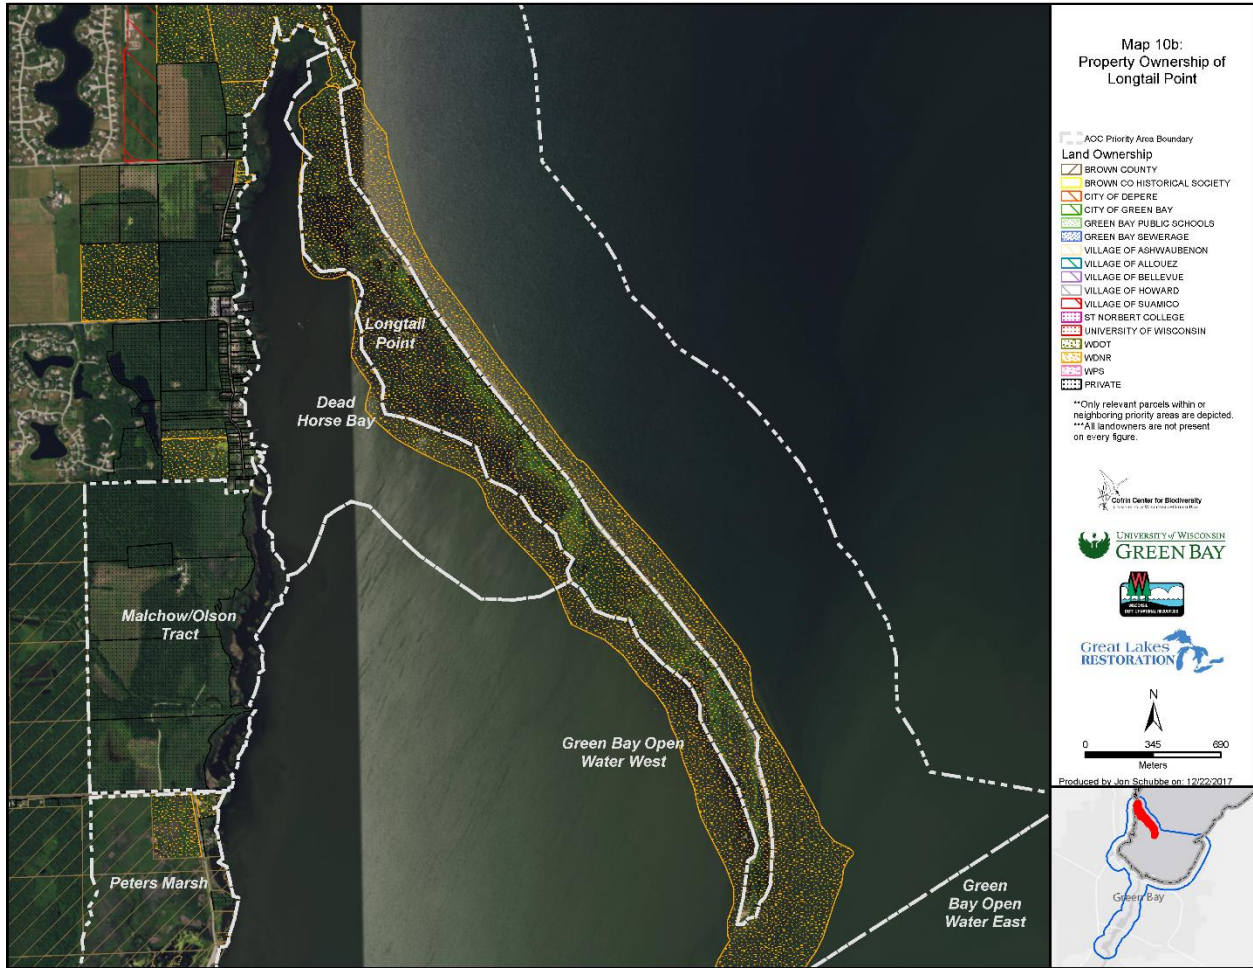 Map 10b:
Property Ownership of
Longtail Point
AOC Priority Area Boundary
Land Ownership
BROWN COUNTY
BROWN CO HISTORICAL SOCIETY
CITY OF DEPERE
CITY OF GREEN BAY
GREEN BAY PUBLIC SCHOOLS
GREEN BAY SEWERAGE
VILLAGE OF ASHWAUBENON
VILLAGE OF ALLOUEZ
VILLAGE OF BELLEVUE
VILLAGE OF HOWARD
VILLAGE OF SUAMICO
ST NORBERT COLLEGE
UNIVERSITY OF WISCONSIN
WDOT
WDNR
WPS
PRIVATE
**Only relevant parcels within or
neighboring priority areas are depicted.
***All landowners are not present
on every figure.
Cofrin Center for Biodiversity
UNIVERSITY of WISCONSIN
GREEN BAY
WISCONSIN
DEPT. OF NATURAL RESOURCES
Great Lakes
RESTORATION
N
0 345 690
Meters
Produced by Jon Schubbe on: 12/22/2017
Green Bay
Longtail
Point
Dead
Horse Bay
Malchow/Olson
Tract
Green Bay Open
Water West
Peters Marsh
Green
Bay Open
Water East